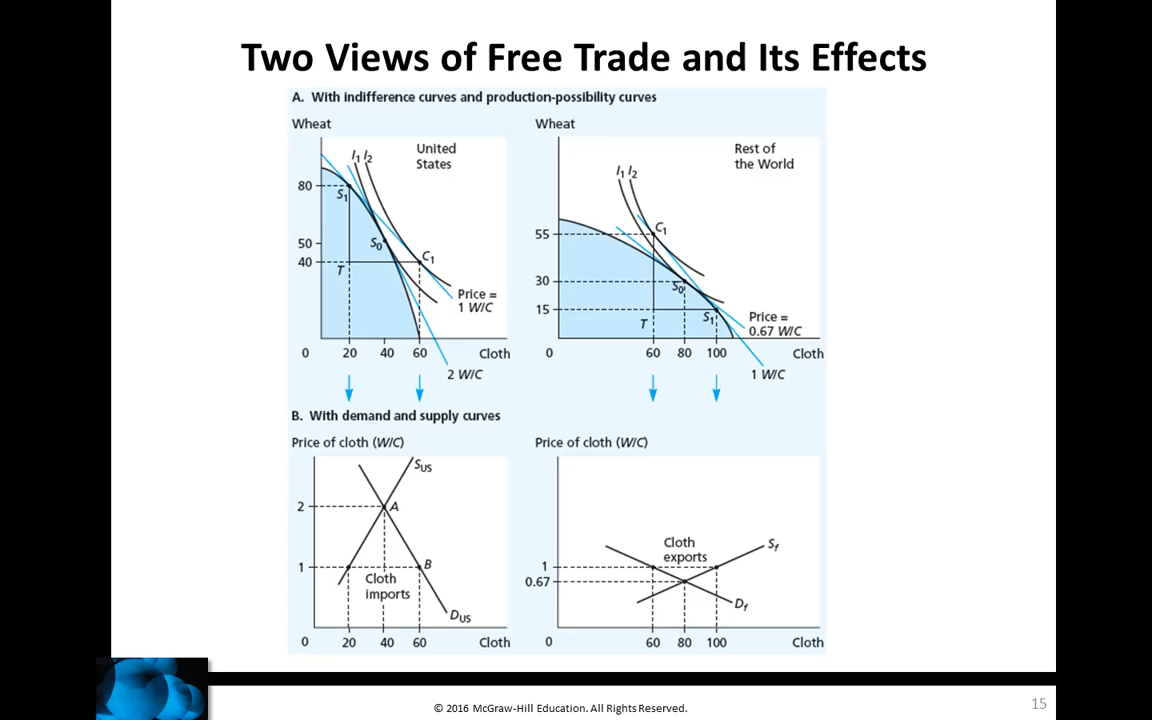 Two Views of Free Trade and Its Effects
A. With indifference curves and production-possibility curves
Wheat
I1 I2
United
States
80
S1
50
S0
40
T
C1
Price =
1 W/C
0
20
40
60
Cloth
2 W/C
Wheat
I1 I2
Rest of
the World
55
C1
30
S0
15
T
S1
Price =
0.67 W/C
0
60
80
100
Cloth
1 W/C
B. With demand and supply curves
Price of cloth (W/C)
SUS
2
A
1
B
Cloth
imports
DUS
0
20
40
60
Cloth
Price of cloth (W/C)
Cloth
exports
Sf
1
0.67
Df
0
60
80
100
Cloth
© 2016 McGraw-Hill Education. All Rights Reserved.
15